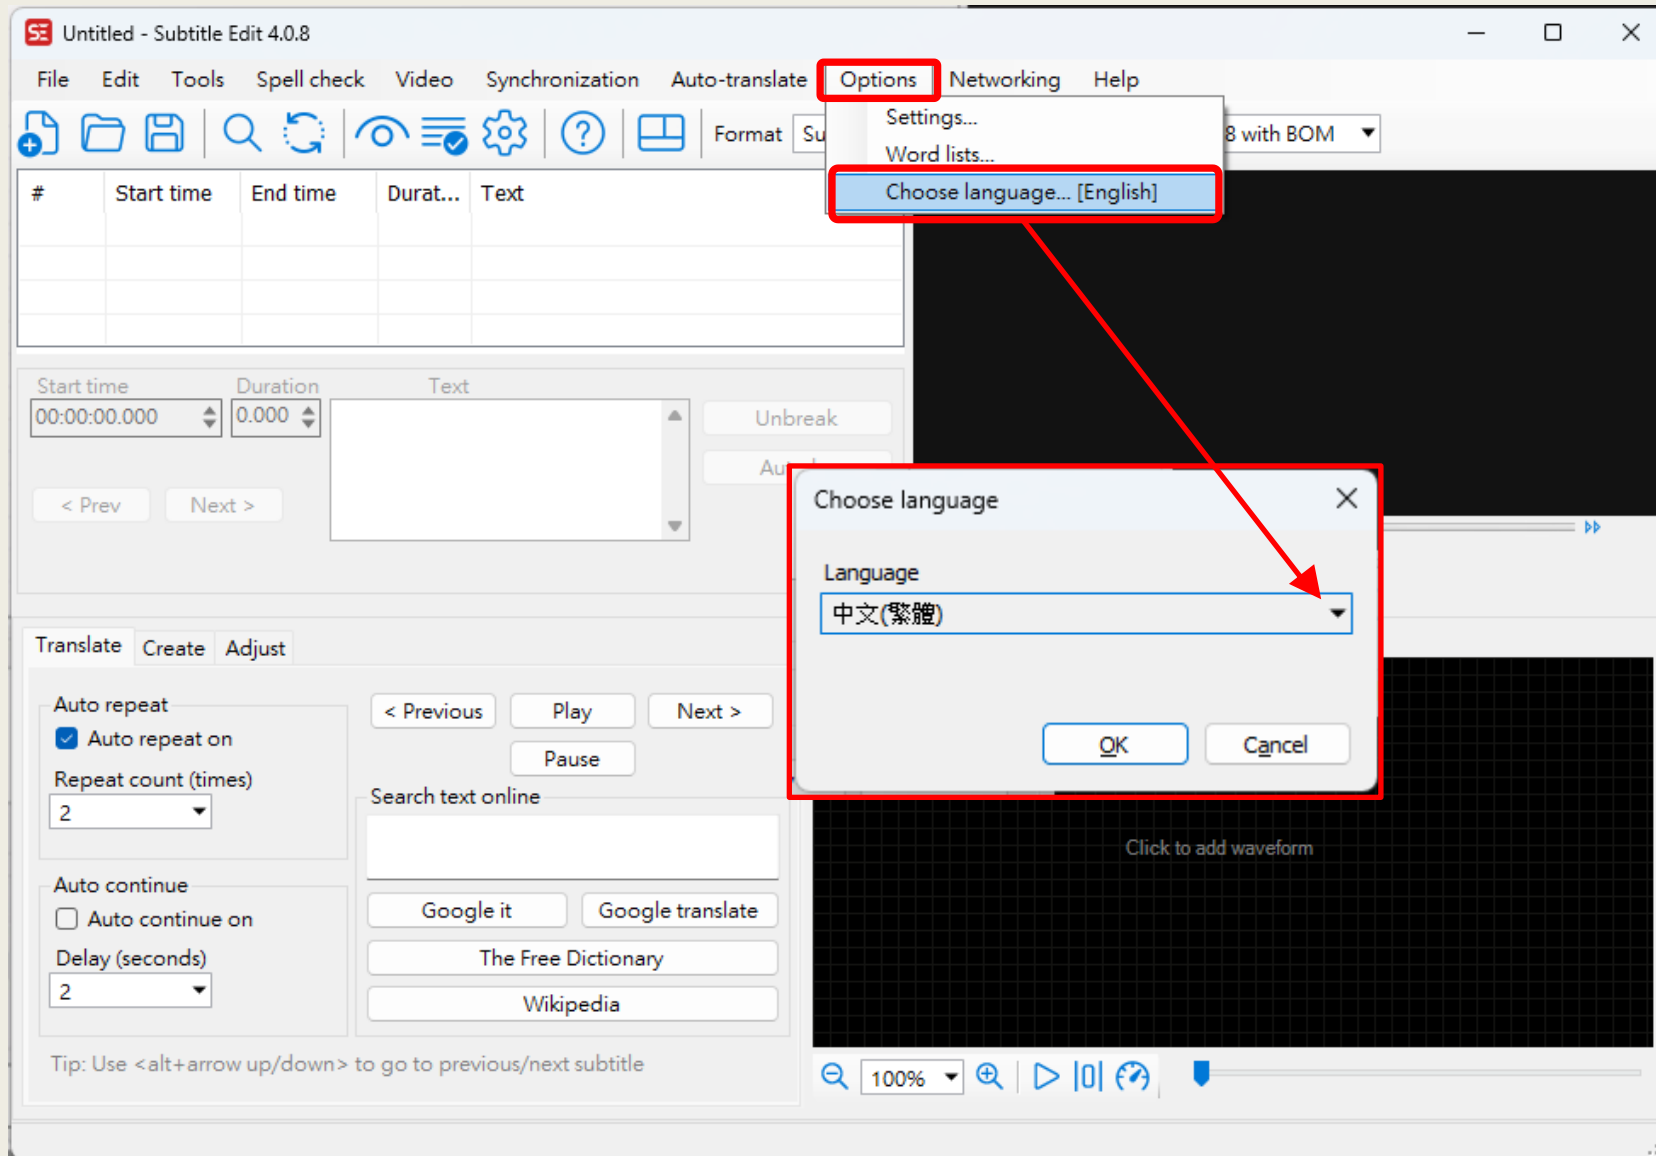 Untitled - Subtitle Edit 4.0.8
File Edit Tools Spell check Video Synchronization Auto-translate Options Networking Help
Format Su 8 with BOM
Settings...
Word lists...
Choose language... [English]
# Start time End time Durat... Text
Start time Duration Text
00:00:00.000 0.000
Unbreak
< Prev Next >
Choose language
Language
中文(繁體)
OK Cancel
Translate Create Adjust
Auto repeat
Auto repeat on
Repeat count (times)
2
< Previous Play Next >
Pause
Search text online
Auto continue
Auto continue on
Delay (seconds)
2
Google it Google translate
The Free Dictionary
Wikipedia
Tip: Use <alt+arrow up/down> to go to previous/next subtitle
Click to add waveform
100%